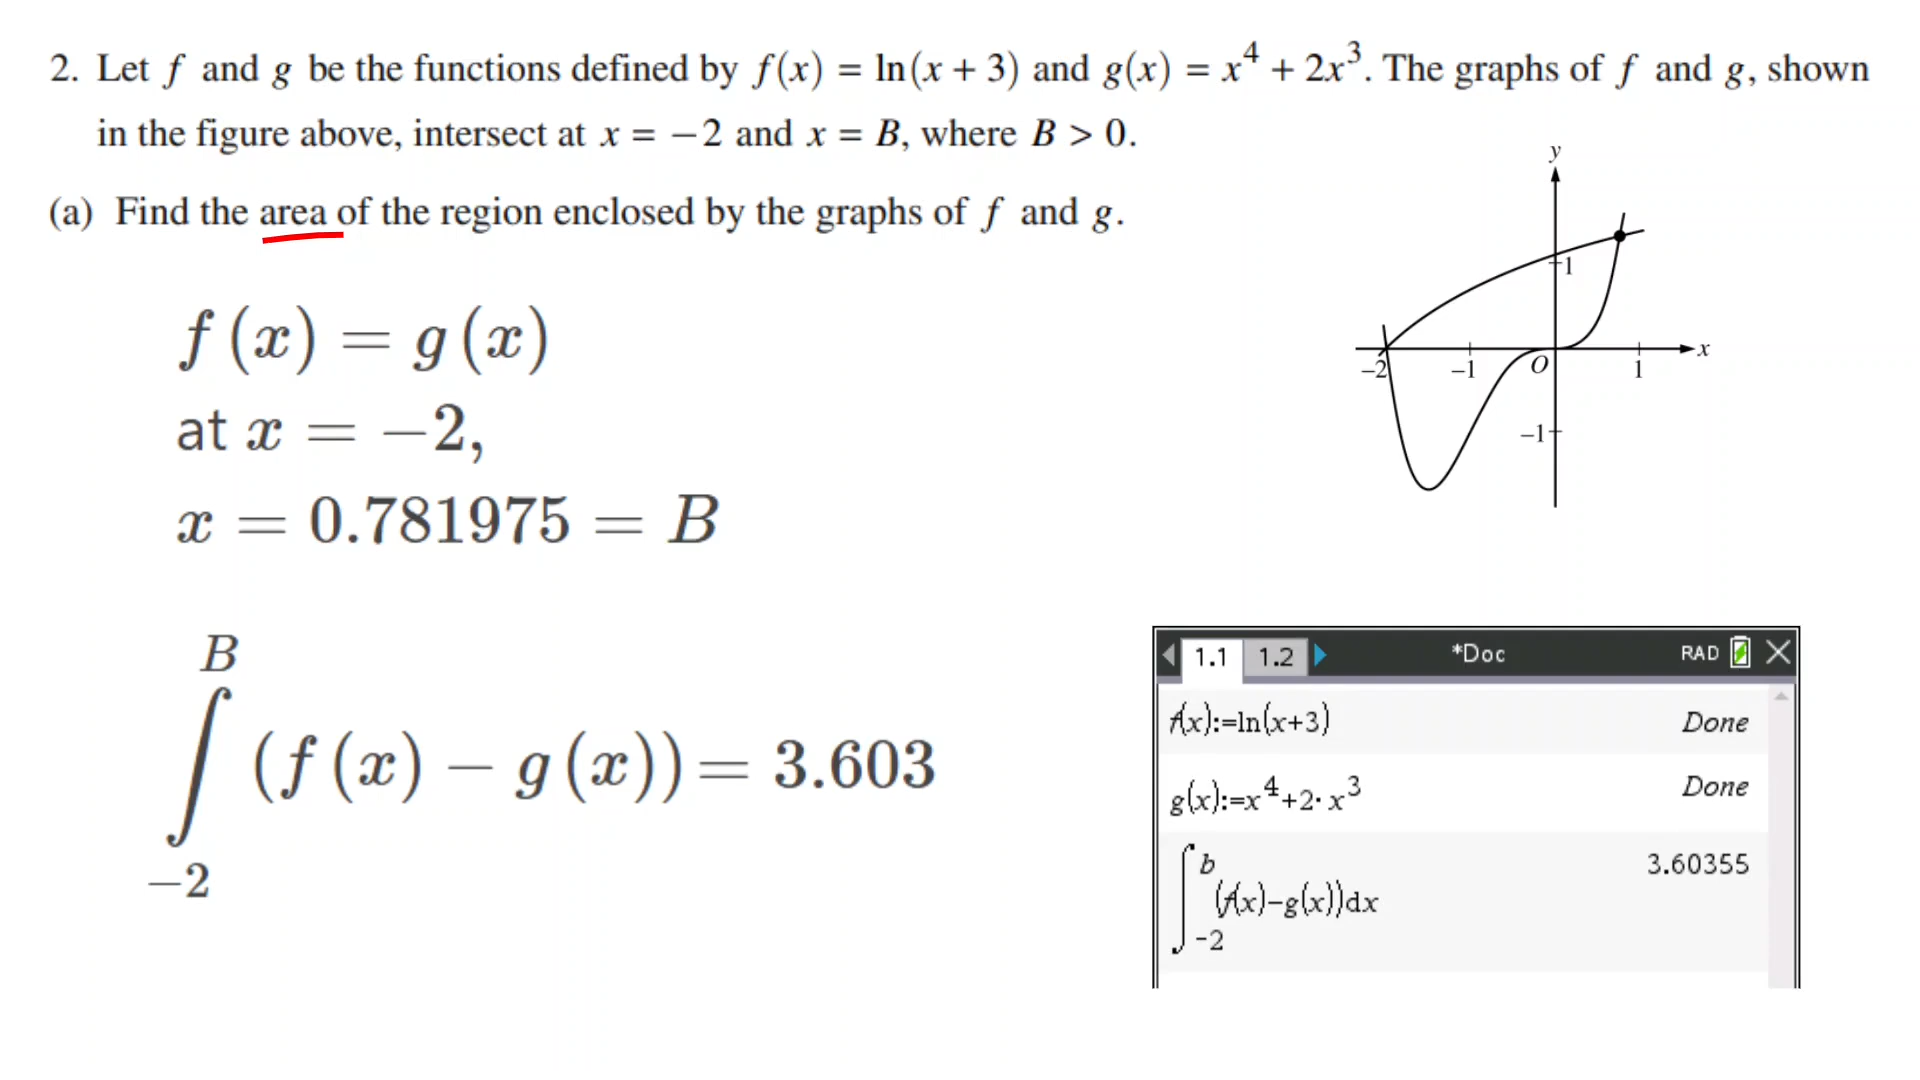 2. Let f and g be the functions defined by f(x) = ln(x + 3) and g(x) = x⁴ + 2x³. The graphs of f and g, shown
in the figure above, intersect at x = −2 and x = B, where B > 0.
(a) Find the area of the region enclosed by the graphs of f and g.
y
1
x
−2
−1
O
1
−1
f(x) = g(x)
at x = −2,
x = 0.781975 = B
B
∫ (f(x) − g(x)) = 3.603
−2
1.1 1.2 *Doc RAD
f(x):=ln(x+3) Done
g(x):=x⁴+2·x³ Done
b 3.60355
∫ (f(x)−g(x))dx
-2